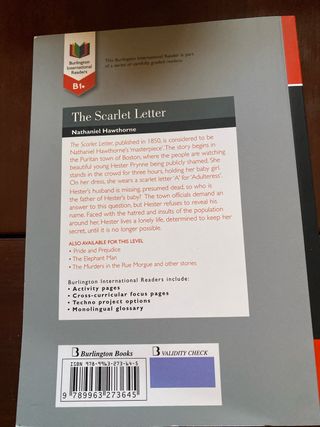 Burlington
International
Readers
B1+
This Burlington International Reader is part
of a series of carefully graded readers.
The Scarlet Letter
Nathaniel Hawthorne
The Scarlet Letter, published in 1850, is considered to be
Nathaniel Hawthorne's 'masterpiece'. The story begins in
the Puritan town of Boston, where the people are watching
beautiful young Hester Prynne being publicly shamed. She
stands in the crowd for three hours, holding her baby girl.
On her dress, she wears a scarlet letter 'A' for 'Adulteress'.
Hester's husband is missing, presumed dead, so who is
the father of Hester's baby? The town officials demand an
answer to this question, but Hester refuses to reveal his
name. Faced with the hatred and insults of the population
around her, Hester lives a lonely life, determined to keep her
secret, until it is no longer possible.
ALSO AVAILABLE FOR THIS LEVEL
• Pride and Prejudice
• The Elephant Man
• The Murders in the Rue Morgue and other stories
Burlington International Readers include:
• Activity pages
• Cross-curricular focus pages
• Techno project options
• Monolingual glossary
B Burlington Books
B VALIDITY CHECK
ISBN 978-9963-273-64-5
9 789963 273645